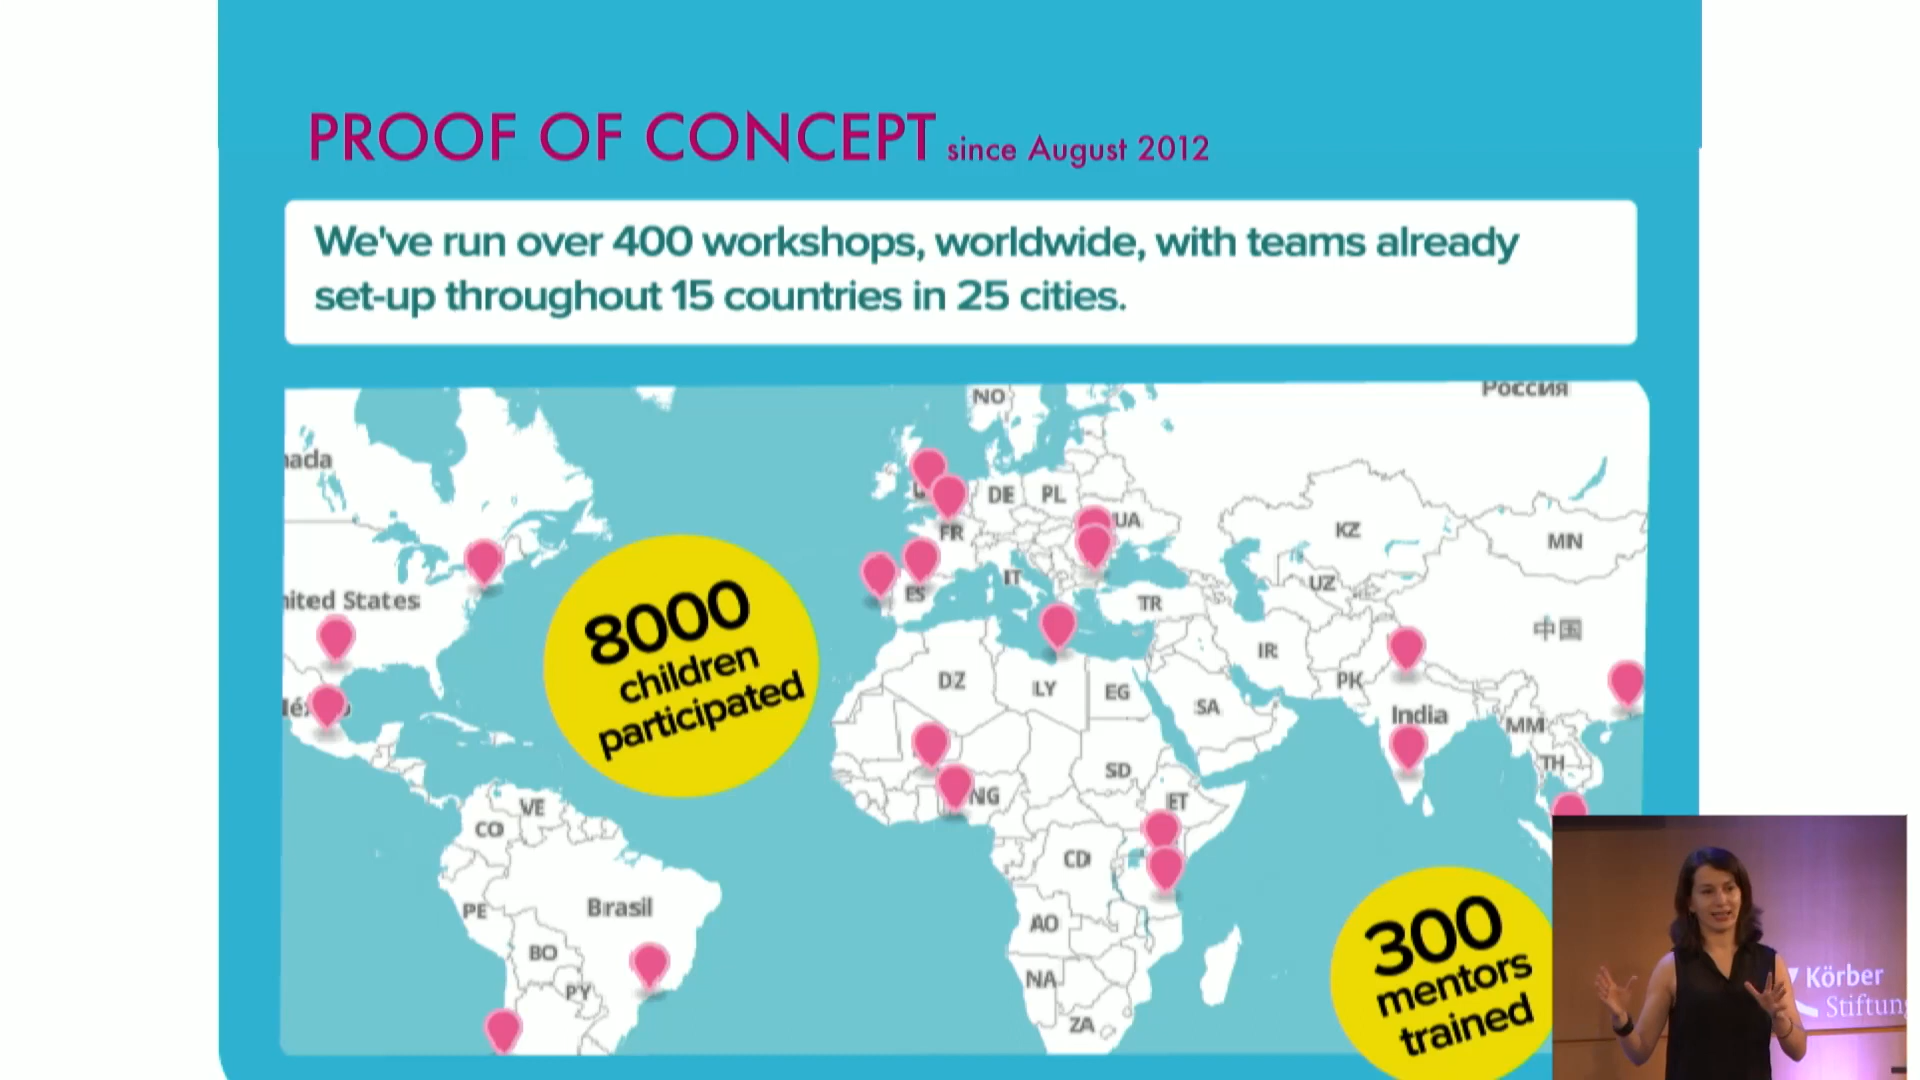 PROOF OF CONCEPT since August 2012
We've run over 400 workshops, worldwide, with teams already
set-up throughout 15 countries in 25 cities.
NO
Россия
nada
DE
PL
UA
FR
KZ
MN
IT
UZ
ES
TR
nited States
中国
IR
DZ
LY
EG
PK
SA
India
MM
TH
SD
NG
ET
VE
CO
CD
PE
Brasil
AO
BO
NA
PY
ZA
8000
children
participated
300
mentors
trained
Körber
Stiftung